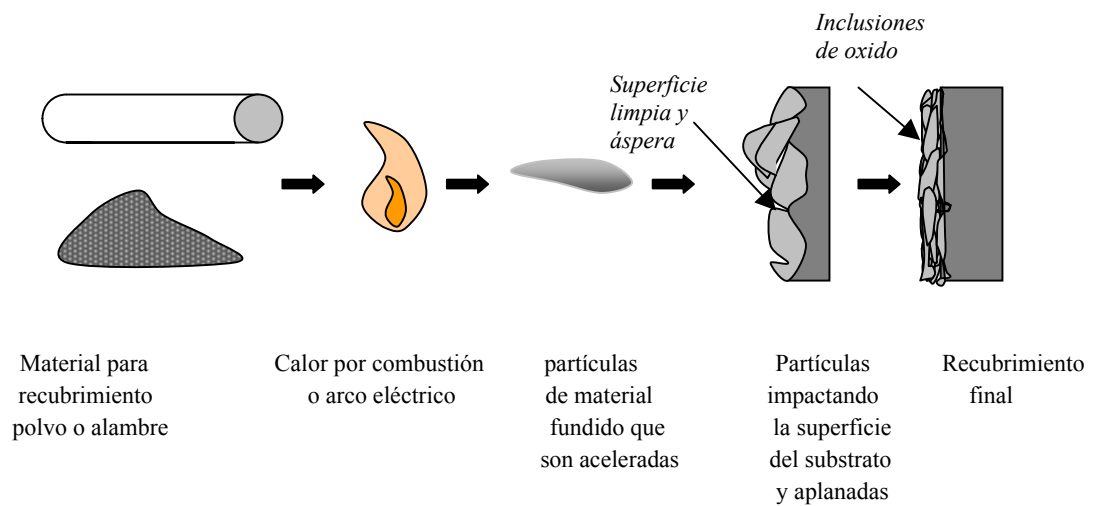 Inclusiones
de oxido
Superficie
limpia y
áspera
Material para
recubrimiento
polvo o alambre
Calor por combustión
o arco eléctrico
partículas
de material
fundido que
son aceleradas
Partículas
impactando
la superficie
del substrato
y aplanadas
Recubrimiento
final